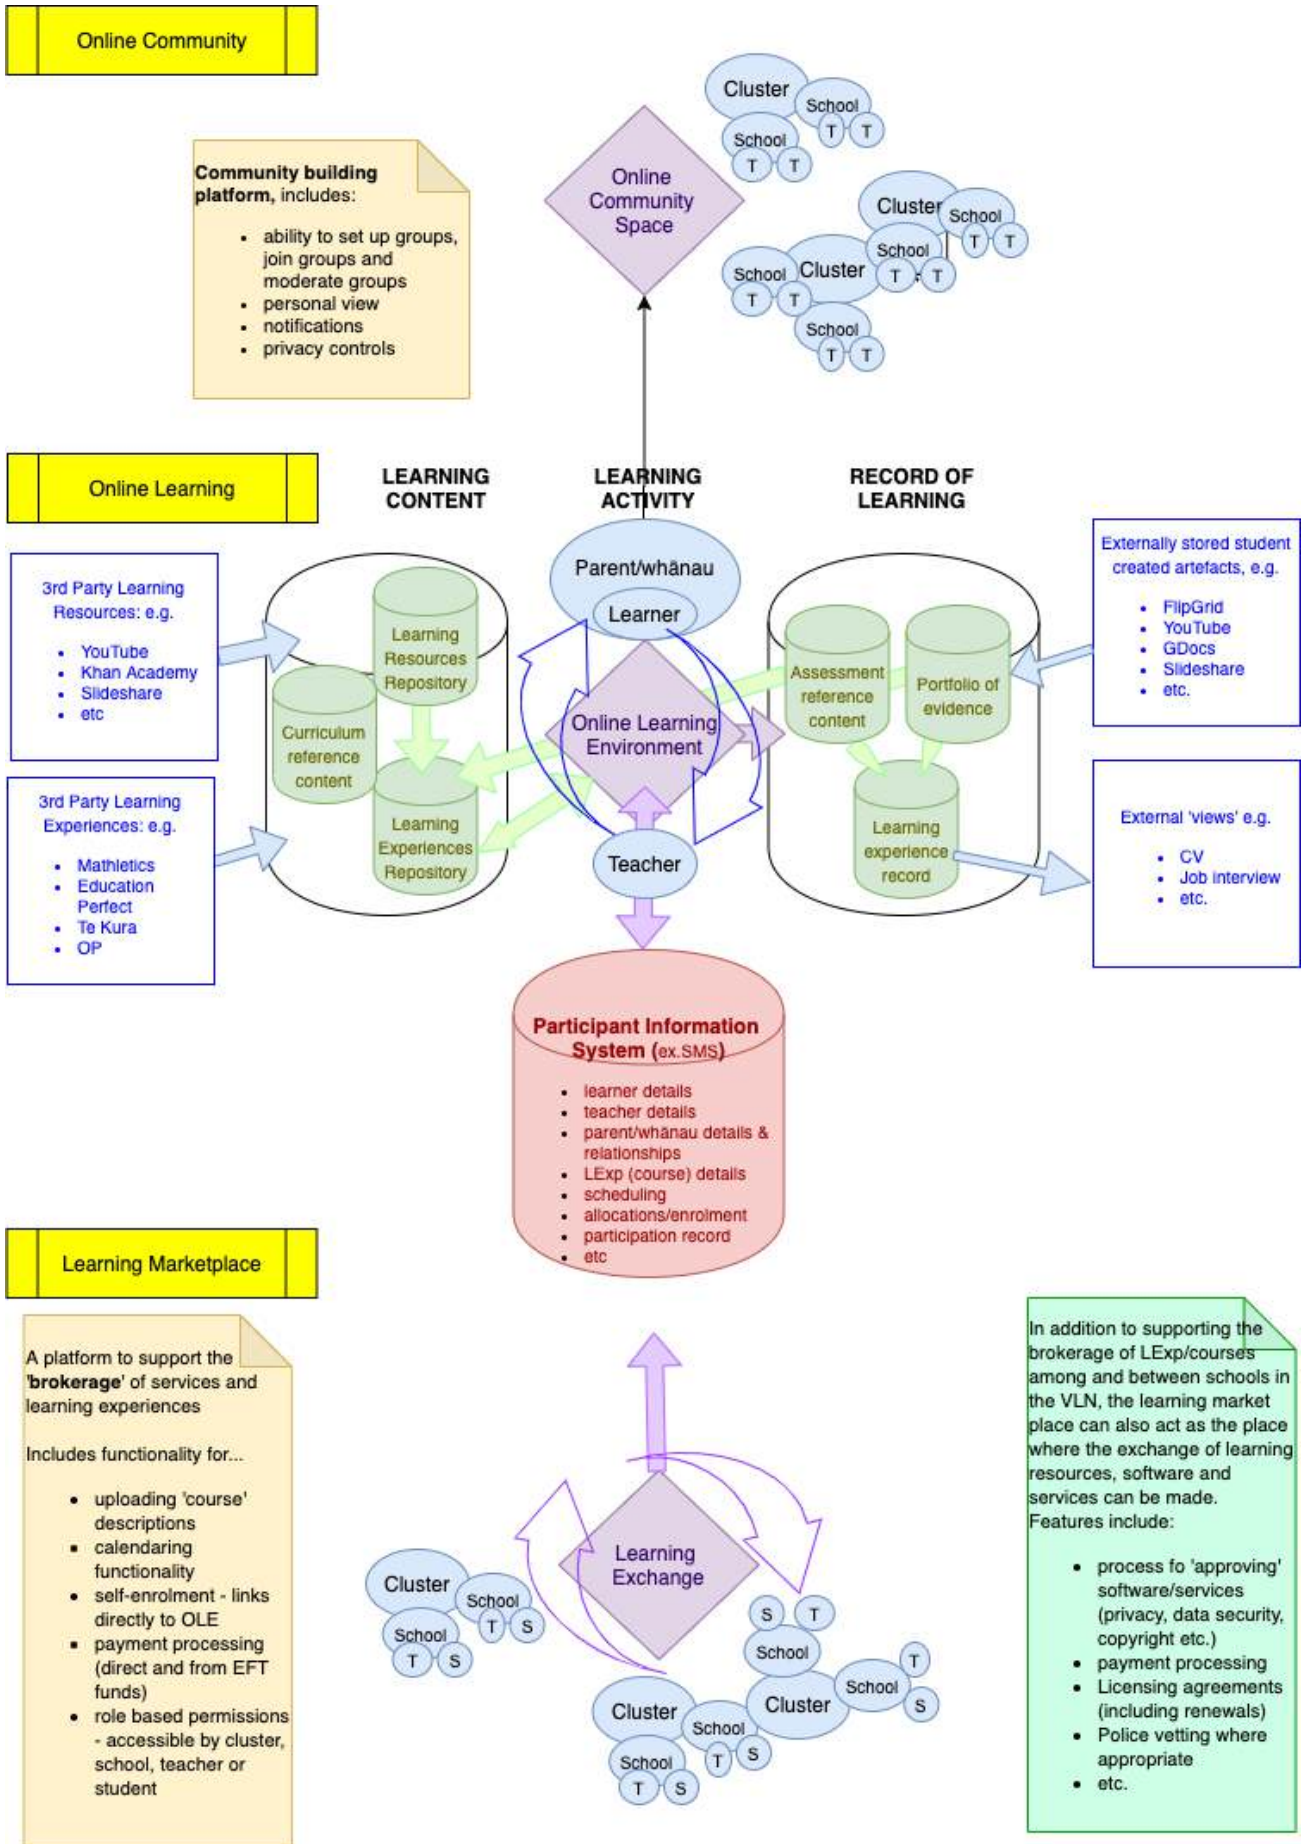 Online Community
Cluster
School
T T
School
T T
Community building
platform, includes:
• ability to set up groups,
join groups and
moderate groups
• personal view
• notifications
• privacy controls
Online
Community
Space
Cluster
School
T T
School
T T
Cluster
School
T T
School
T T
Online Learning
LEARNING
CONTENT
LEARNING
ACTIVITY
RECORD OF
LEARNING
3rd Party Learning
Resources: e.g.
• YouTube
• Khan Academy
• Slideshare
• etc
3rd Party Learning
Experiences: e.g.
• Mathletics
• Education
Perfect
• Te Kura
• OP
Learning
Resources
Repository
Curriculum
reference
content
Learning
Experiences
Repository
Parent/whānau
Learner
Online Learning
Environment
Teacher
Assessment
reference
content
Portfolio of
evidence
Learning
experience
record
Externally stored student
created artefacts, e.g.
• FlipGrid
• YouTube
• GDocs
• Slideshare
• etc.
External 'views' e.g.
• CV
• Job interview
• etc.
Participant Information
System (ex.SMS)
• learner details
• teacher details
• parent/whānau details &
relationships
• LExp (course) details
• scheduling
• allocations/enrolment
• participation record
• etc
Learning Marketplace
A platform to support the
'brokerage' of services and
learning experiences
Includes functionality for...
• uploading 'course'
descriptions
• calendaring
functionality
• self-enrolment - links
directly to OLE
• payment processing
(direct and from EFT
funds)
• role based permissions
- accessible by cluster,
school, teacher or
student
Learning
Exchange
Cluster
School
T S
School
T S
S T
School
Cluster
School
T
S
Cluster
School
T S
School
T S
In addition to supporting the
brokerage of LExp/courses
among and between schools in
the VLN, the learning market
place can also act as the place
where the exchange of learning
resources, software and
services can be made.
Features include:
• process fo 'approving'
software/services
(privacy, data security,
copyright etc.)
• payment processing
• Licensing agreements
(including renewals)
• Police vetting where
appropriate
• etc.